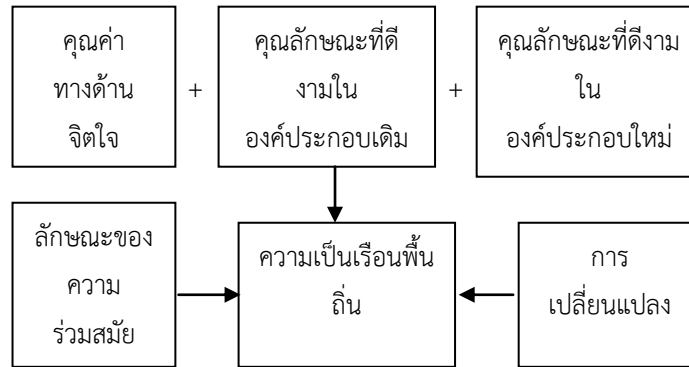 คุณค่า
ทางด้าน
จิตใจ
+
คุณลักษณะที่ดี
งามใน
องค์ประกอบเดิม
+
คุณลักษณะที่ดีงาม
ใน
องค์ประกอบใหม่
ลักษณะของ
ความ
ร่วมสมัย
ความเป็นเรือนพื้น
ถิ่น
การ
เปลี่ยนแปลง